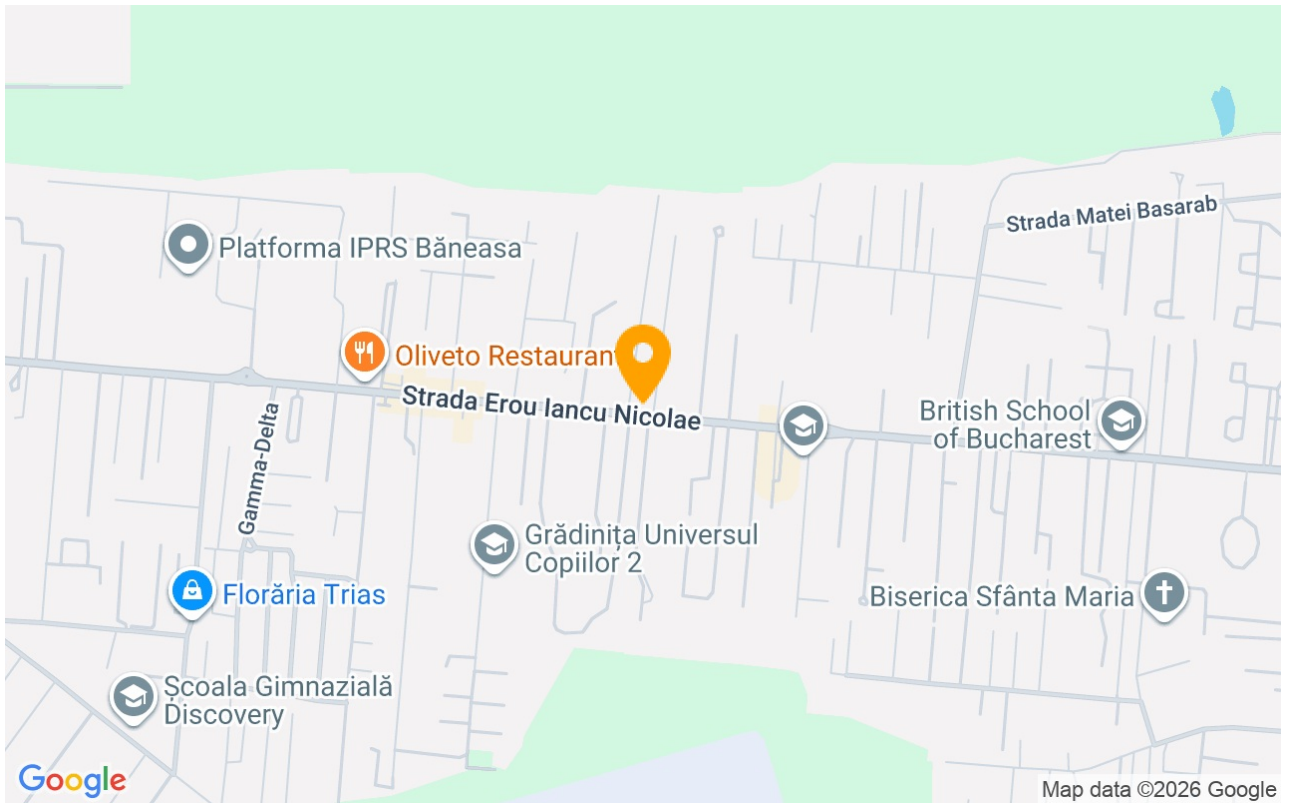 Strada Matei Basarab
Platforma IPRS Băneasa
Oliveto Restaurant
Strada Erou Iancu Nicolae
British School
of Bucharest
Gamma-Delta
Grădinița Universul
Copiilor 2
Florăria Trias
Biserica Sfânta Maria
Școala Gimnazială
Discovery
Google
Map data ©2026 Google